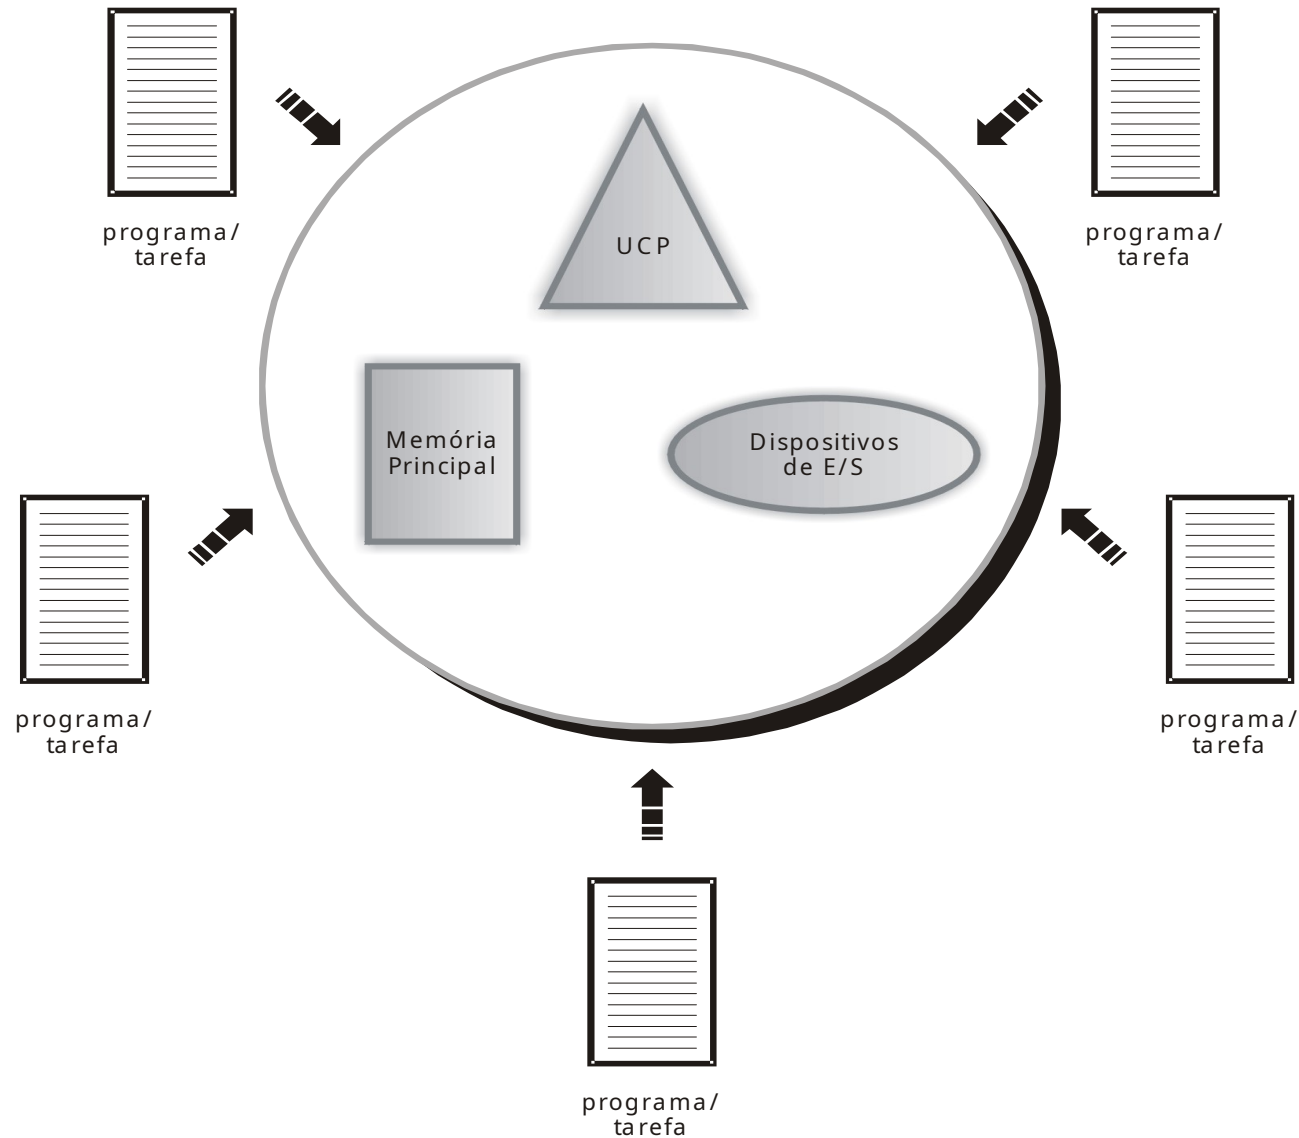 programa/
tarefa
programa/
tarefa
UCP
Memória
Principal
Dispositivos
de E/S
programa/
tarefa
programa/
tarefa
programa/
tarefa